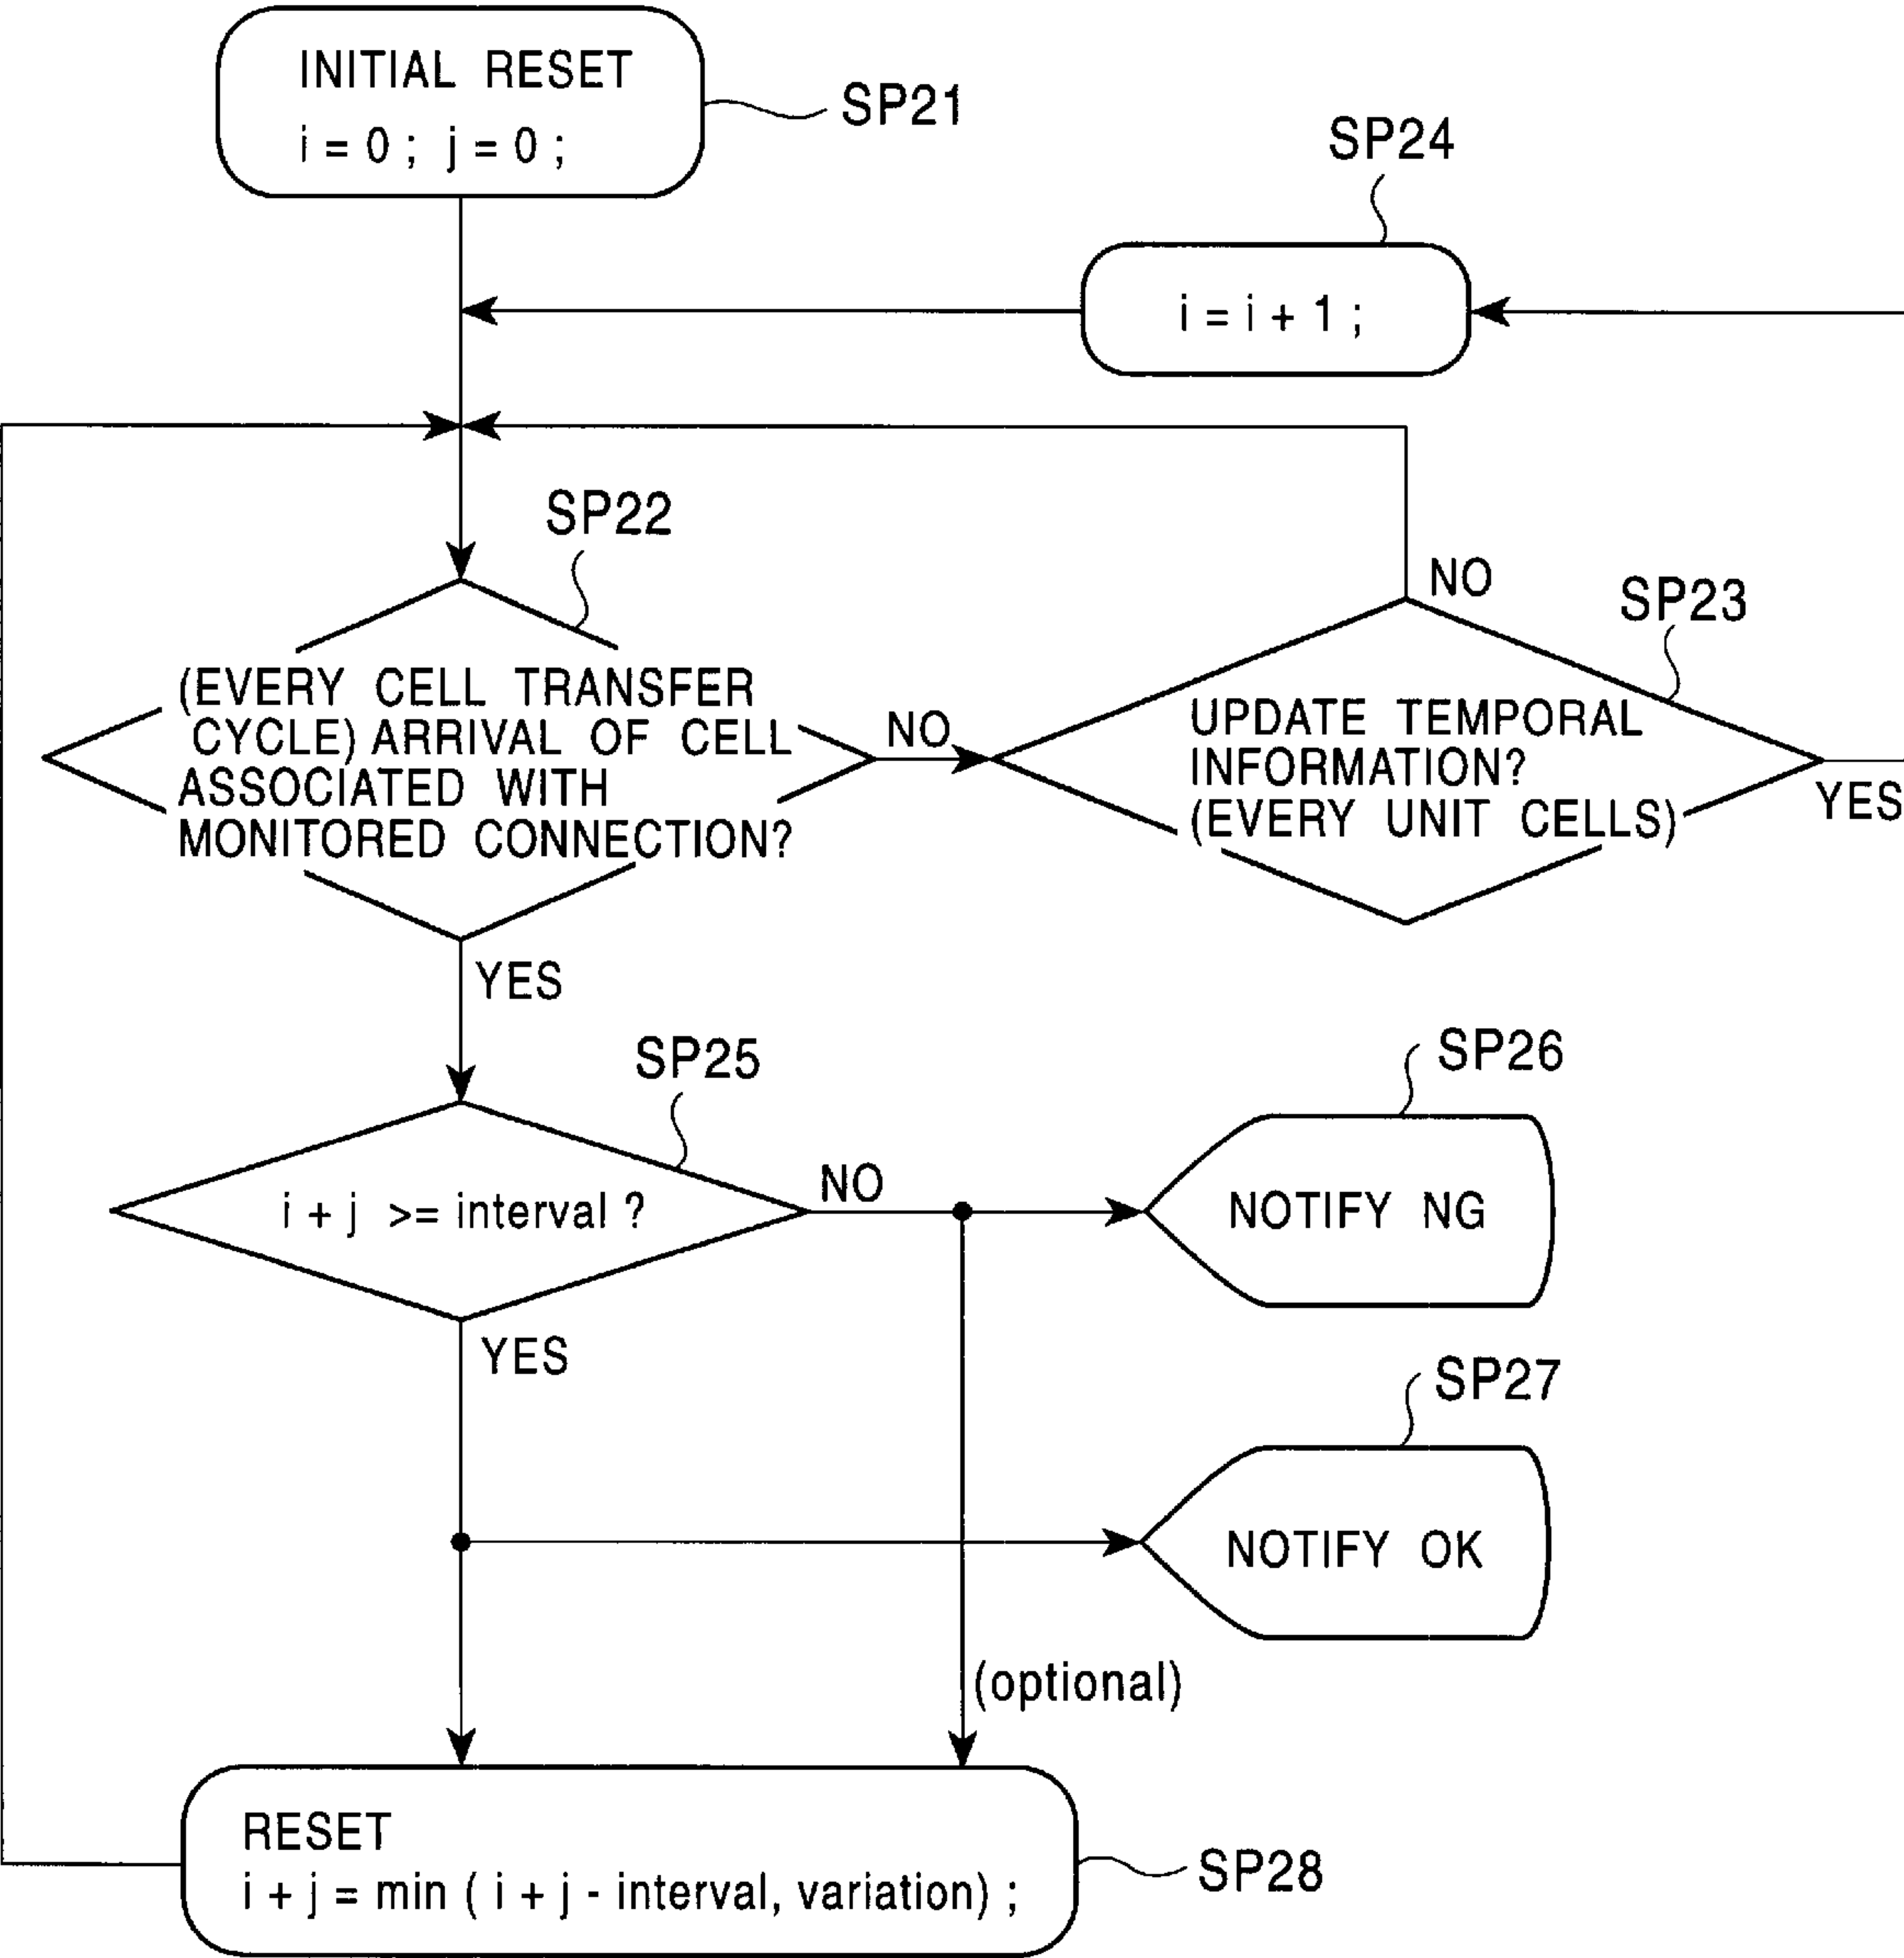 INITIAL RESET
i = 0 ; j = 0 ;
SP21
SP24
i = i + 1 ;
SP22
(EVERY CELL TRANSFER
CYCLE) ARRIVAL OF CELL
ASSOCIATED WITH
MONITORED CONNECTION?
NO
YES
NO
SP23
UPDATE TEMPORAL
INFORMATION?
(EVERY UNIT CELLS)
YES
SP25
i + j >= interval ?
NO
YES
SP26
NOTIFY NG
SP27
NOTIFY OK
(optional)
RESET
i + j = min ( i + j - interval, variation) ;
SP28